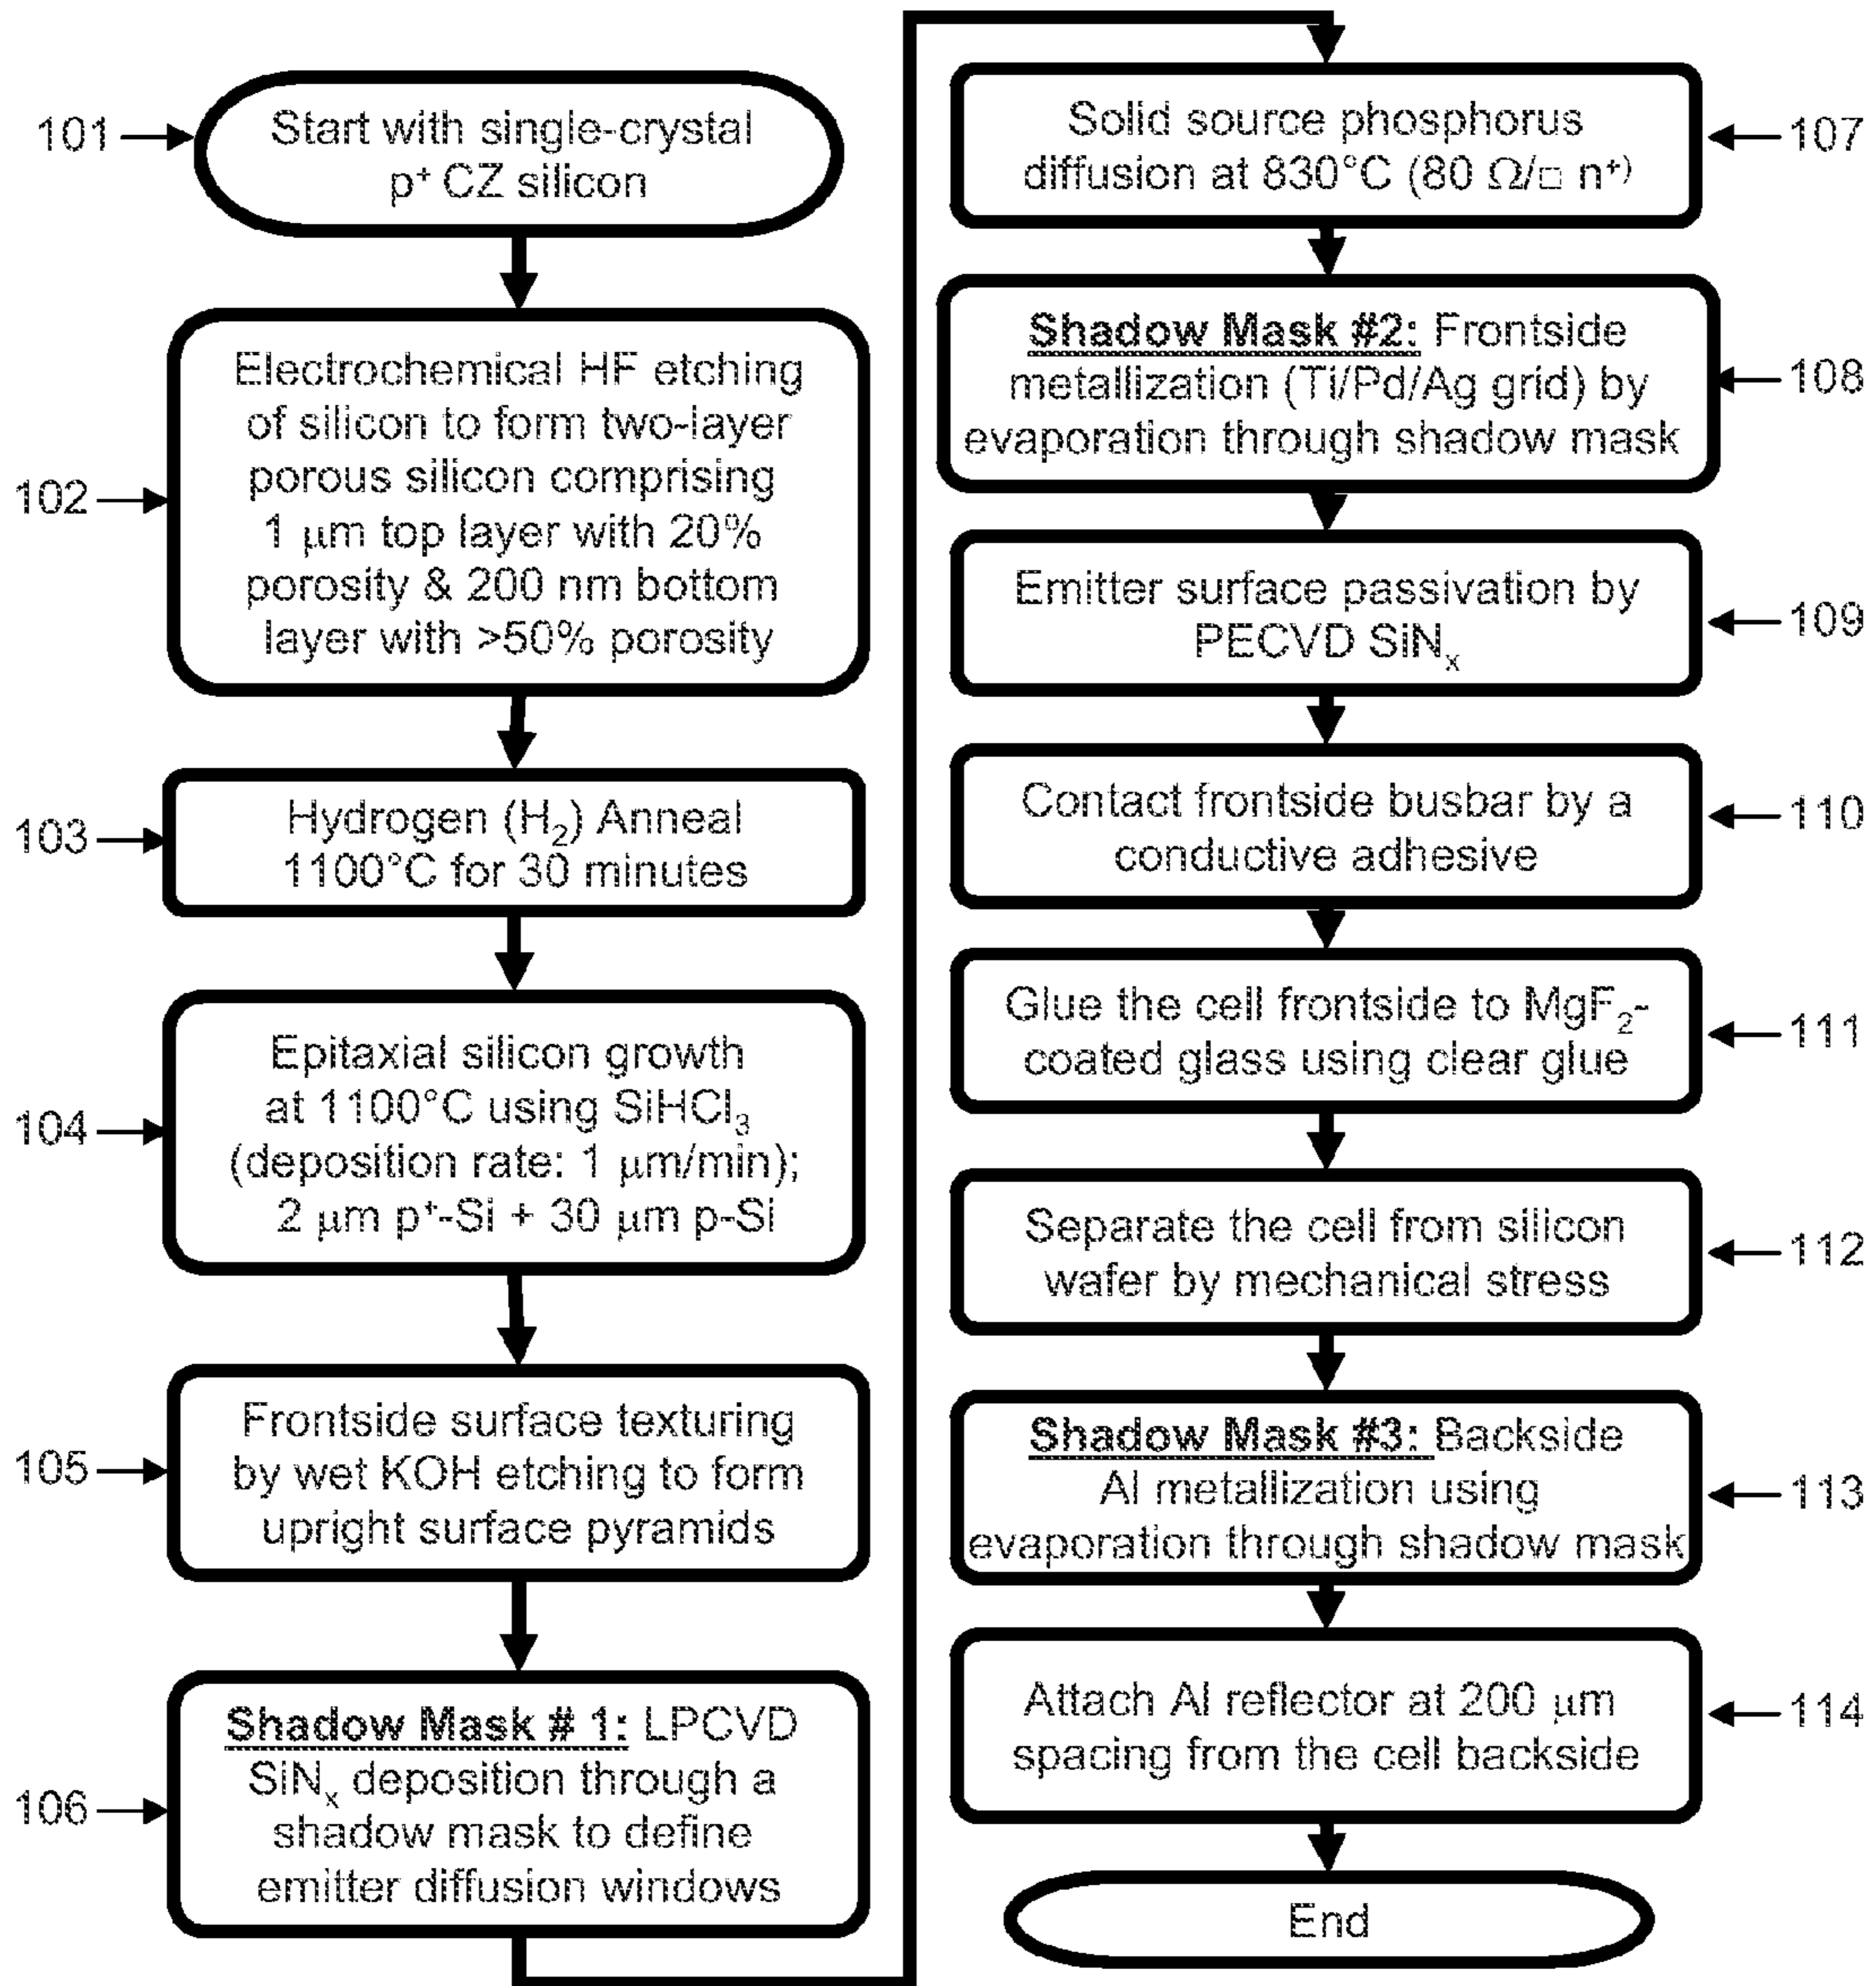 101
Start with single-crystal
p⁺ CZ silicon
102
Electrochemical HF etching
of silicon to form two-layer
porous silicon comprising
1 μm top layer with 20%
porosity & 200 nm bottom
layer with >50% porosity
103
Hydrogen (H₂) Anneal
1100°C for 30 minutes
104
Epitaxial silicon growth
at 1100°C using SiHCl₃
(deposition rate: 1 μm/min);
2 μm p⁺-Si + 30 μm p-Si
105
Frontside surface texturing
by wet KOH etching to form
upright surface pyramids
106
Shadow Mask # 1: LPCVD
SiNₓ deposition through a
shadow mask to define
emitter diffusion windows
Solid source phosphorus
diffusion at 830°C (80 Ω/□ n⁺⁾
107
Shadow Mask #2: Frontside
metallization (Ti/Pd/Ag grid) by
evaporation through shadow mask
108
Emitter surface passivation by
PECVD SiNₓ
109
Contact frontside busbar by a
conductive adhesive
110
Glue the cell frontside to MgF₂-
coated glass using clear glue
111
Separate the cell from silicon
wafer by mechanical stress
112
Shadow Mask #3: Backside
Al metallization using
evaporation through shadow mask
113
Attach Al reflector at 200 μm
spacing from the cell backside
114
End